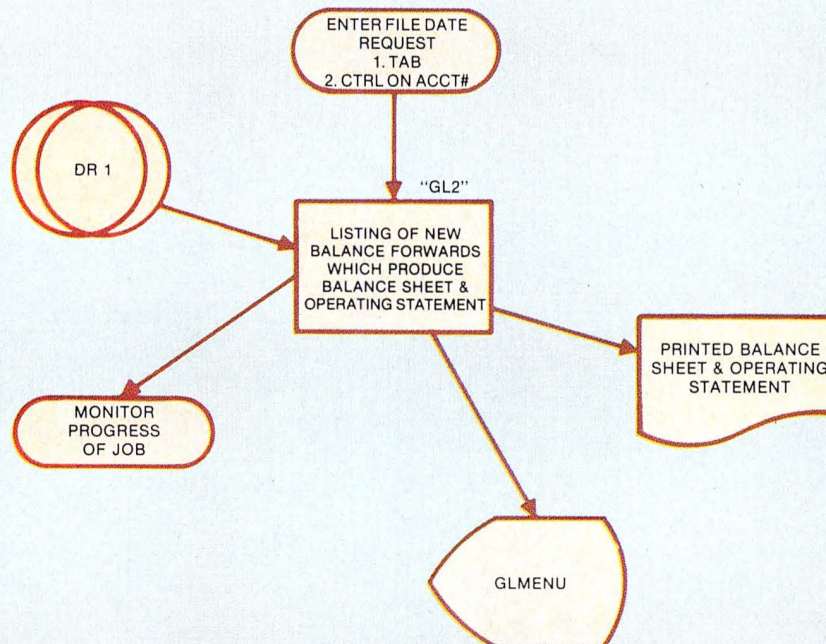 ENTER FILE DATE
REQUEST
1. TAB
2. CTRL ON ACCT#
DR 1
"GL2"
LISTING OF NEW
BALANCE FORWARDS
WHICH PRODUCE
BALANCE SHEET &
OPERATING STATEMENT
PRINTED BALANCE
SHEET & OPERATING
STATEMENT
MONITOR
PROGRESS
OF JOB
GLMENU